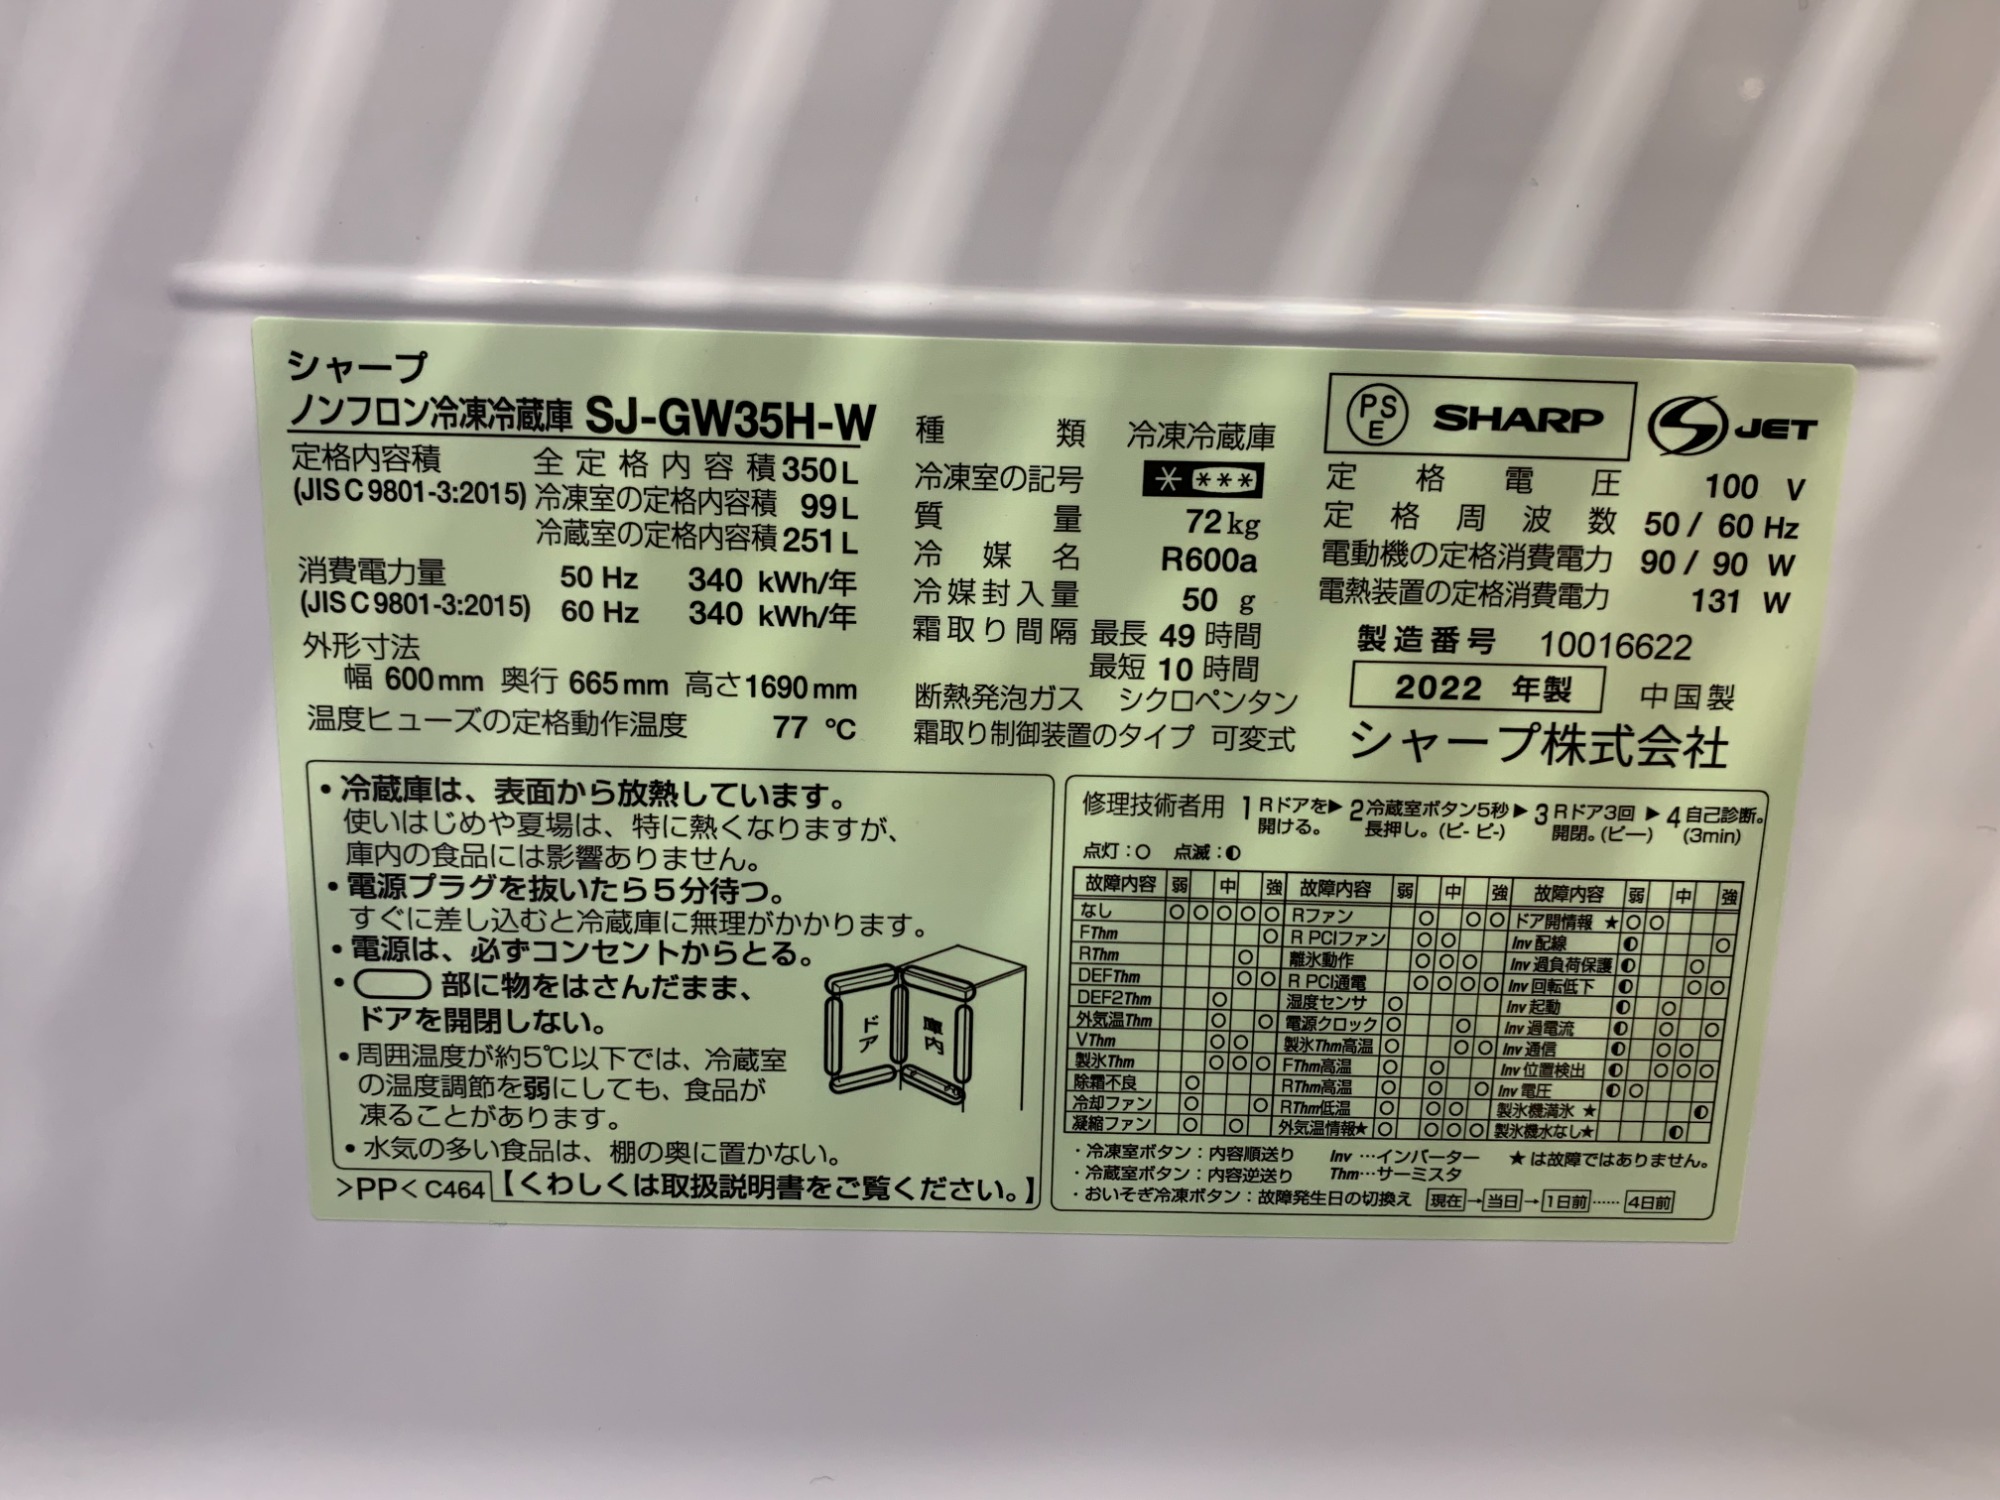 シャープ
ノンフロン冷凍冷蔵庫 SJ-GW35H-W
定格内容積 全定格内容積 350L
(JIS C 9801-3:2015) 冷凍室の定格内容積 99L
冷蔵室の定格内容積 251L
消費電力量 50 Hz 340 kWh/年
(JIS C 9801-3:2015) 60 Hz 340 kWh/年
外形寸法
幅 600mm 奥行 665mm 高さ1690mm
温度ヒューズの定格動作温度 77 ℃
種類 冷凍冷蔵庫
冷凍室の記号 * ***
質量 72kg
冷媒名 R600a
冷媒封入量 50 g
霜取り間隔 最長 49 時間
最短 10 時間
断熱発泡ガス シクロペンタン
霜取り制御装置のタイプ 可変式
PSE SHARP JET
定格電圧 100 V
定格周波数 50 / 60 Hz
電動機の定格消費電力 90 / 90 W
電熱装置の定格消費電力 131 W
製造番号 10016622
2022 年製 中国製
シャープ株式会社
・冷蔵庫は、表面から放熱しています。
使いはじめや夏場は、特に熱くなりますが、
庫内の食品には影響ありません。
・電源プラグを抜いたら5分待つ。
すぐに差し込むと冷蔵庫に無理がかかります。
・電源は、必ずコンセントからとる。
・ 部に物をはさんだまま、
ドアを開閉しない。
・周囲温度が約5℃以下では、冷蔵室
の温度調節を弱にしても、食品が
凍ることがあります。
・水気の多い食品は、棚の奥に置かない。
ドア 庫内
>PP< C464 【くわしくは取扱説明書をご覧ください。】
修理技術者用 1 Rドアを開ける。 ▶ 2 冷蔵室ボタン5秒長押し。(ピ- ピ-) ▶ 3 Rドア3回開閉。(ピー) ▶ 4 自己診断。(3min)
点灯:○ 点滅:◐
故障内容 弱 中 強 故障内容 弱 中 強 故障内容 弱 中 強
なし ○ ○ ○ ○ ○ Rファン ○ ○ ○ ドア開情報 ★ ○ ○
FThm ○ R PCIファン ○ ○ Inv 配線 ◐ ○
RThm ○ 離氷動作 ○ ○ ○ Inv 過負荷保護 ◐ ○
DEFThm ○ ○ R PCI通電 ○ ○ ○ ○ Inv 回転低下 ◐ ○ ○
DEF2Thm ○ 湿度センサ ○ Inv 起動 ◐ ○
外気温Thm ○ ○ 電源クロック ○ ○ Inv 過電流 ◐ ○ ○
VThm ○ ○ 製氷Thm高温 ○ ○ ○ Inv 通信 ◐ ○ ○
製氷Thm ○ ○ ○ FThm高温 ○ ○ Inv 位置検出 ◐ ○ ○ ○
除霜不良 ○ RThm高温 ○ ○ ○ Inv 電圧 ◐ ○
冷却ファン ○ ○ RThm低温 ○ ○ ○ 製氷機満氷 ★ ◐
凝縮ファン ○ ○ 外気温情報★ ○ ○ ○ ○ 製氷機水なし★ ◐
・冷凍室ボタン:内容順送り Inv …インバーター ★は故障ではありません。
・冷蔵室ボタン:内容逆送り Thm…サーミスタ
・おいそぎ冷凍ボタン:故障発生日の切換え 現在→当日→1日前……4日前